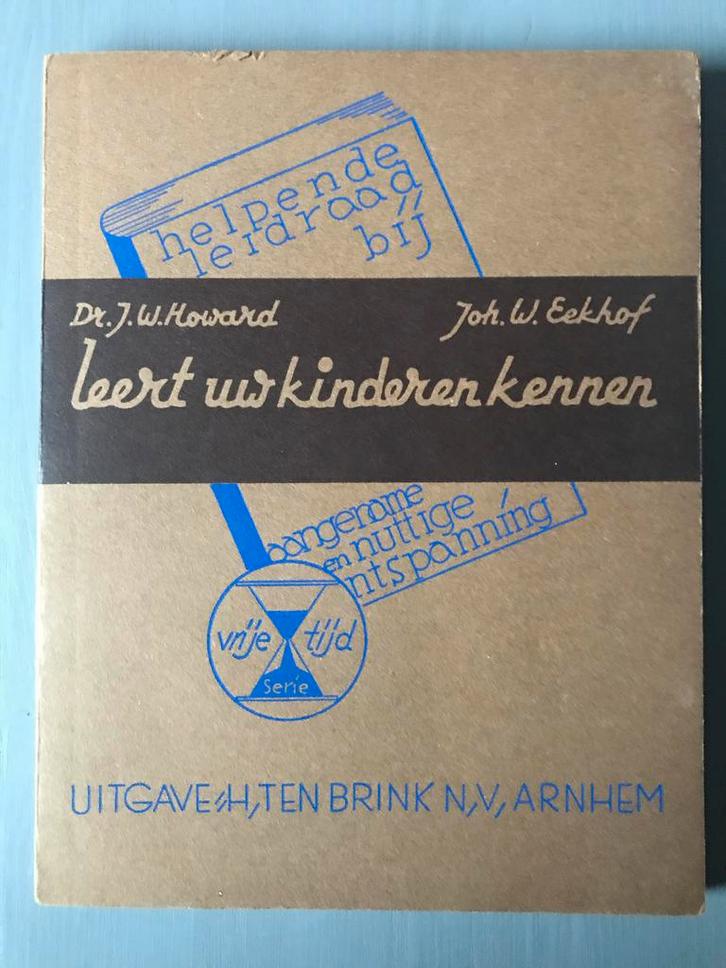 helpende
leidraad
bij
Dr. J. W. Howard
Joh. W. Eekhof
leert uw kinderen kennen
aangename
en nuttige
ntspanning
vrije tijd
Serie
UITGAVE: H, TEN BRINK N, V, ARNHEM